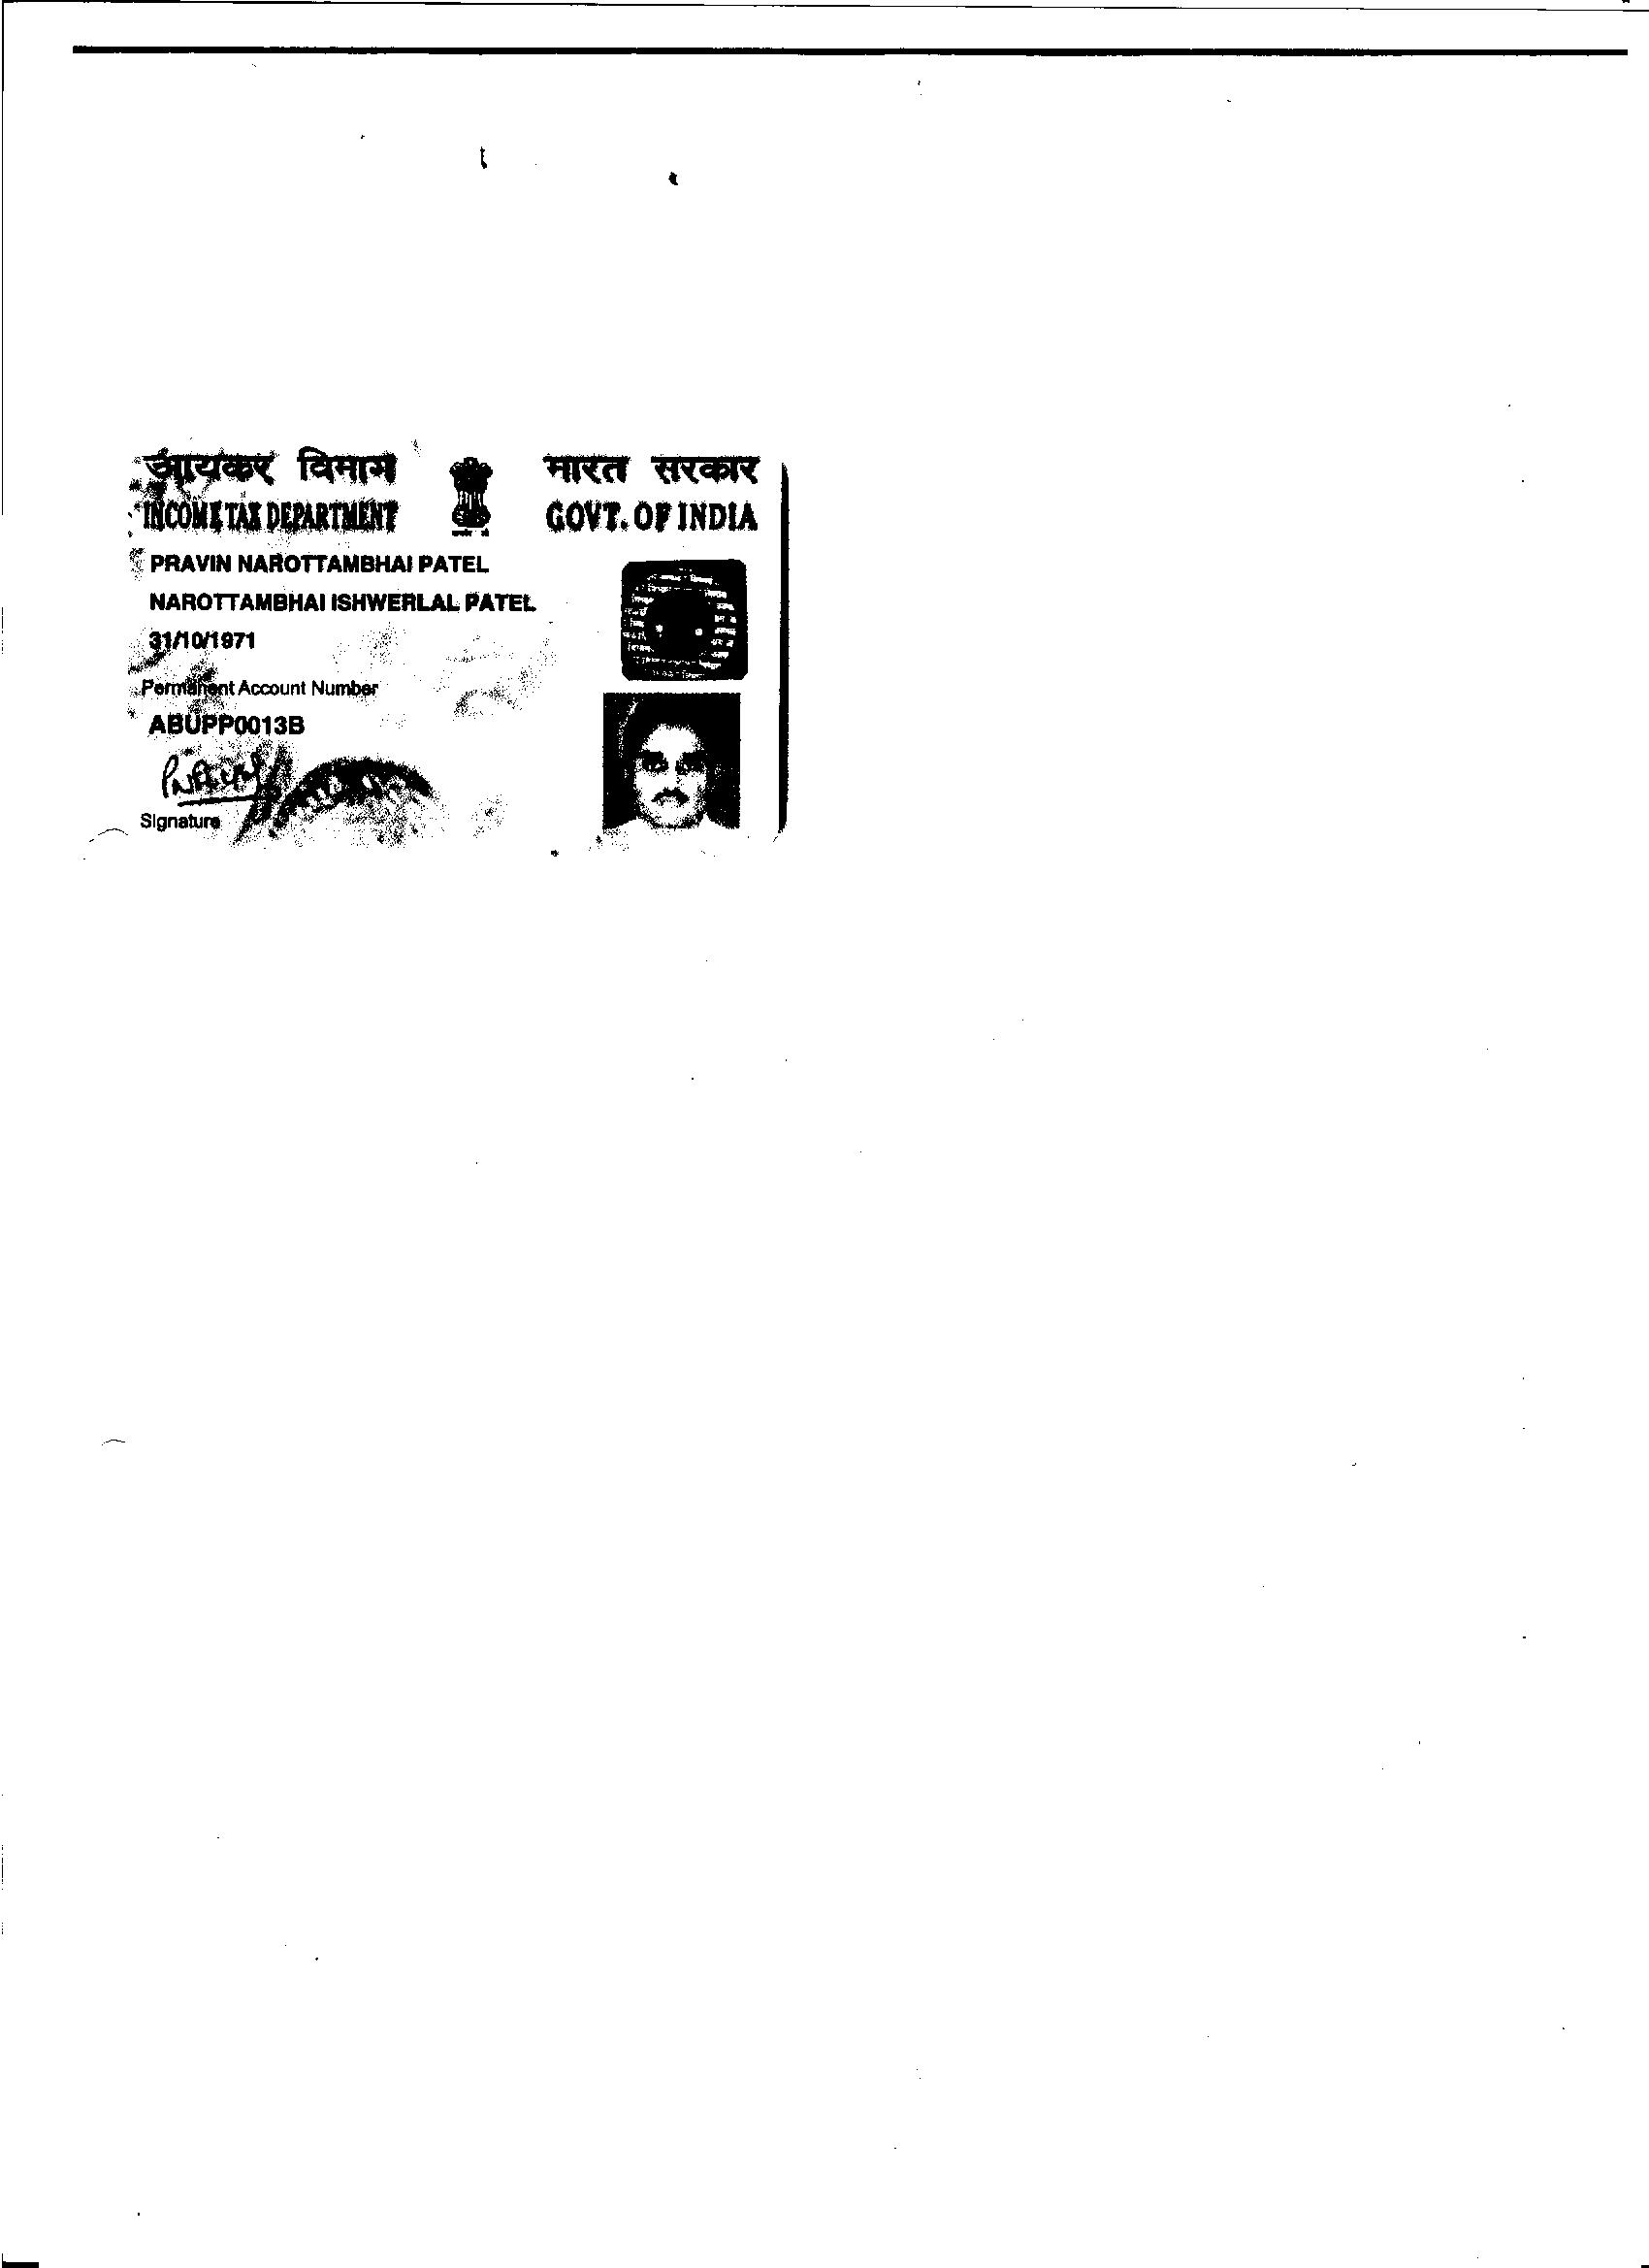 आयकर विभाग
भारत सरकार
INCOME TAX DEPARTMENT
GOVT. OF INDIA
PRAVIN NAROTTAMBHAI PATEL
NAROTTAMBHAI ISHWERLAL PATEL
31/10/1971
Permanent Account Number
ABUPP0013B
Signature